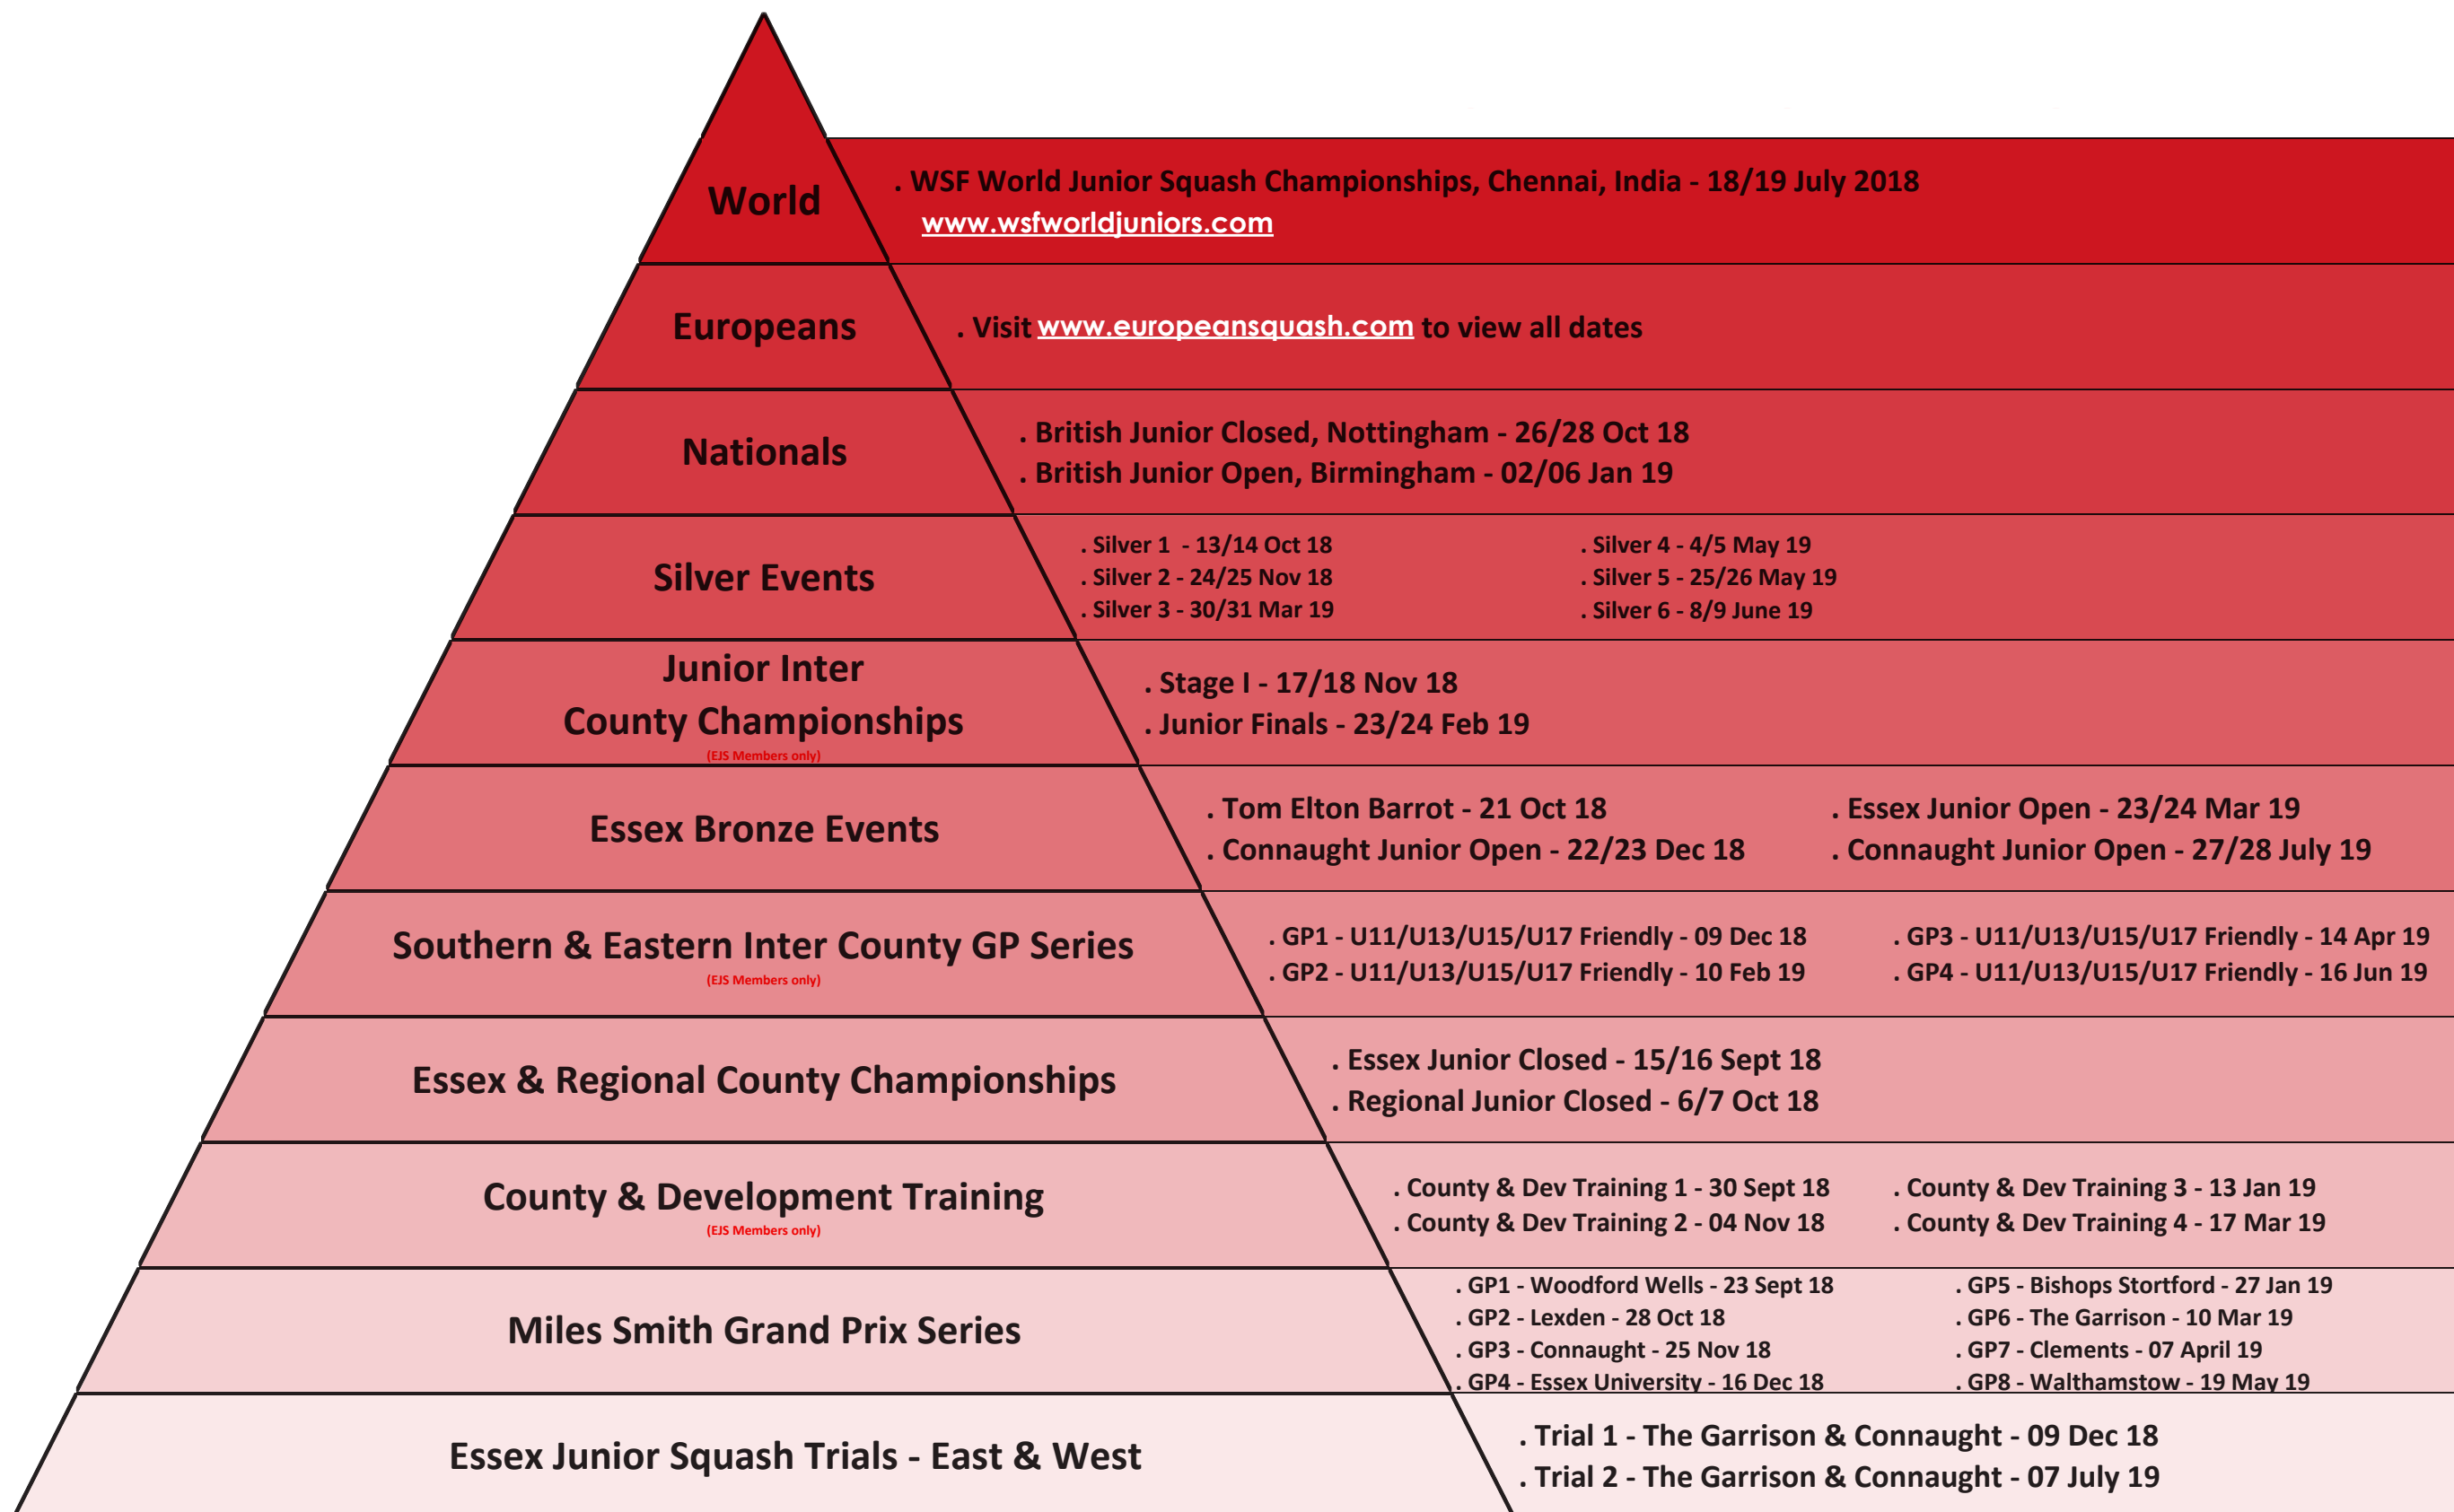 World
. WSF World Junior Squash Championships, Chennai, India - 18/19 July 2018
www.wsfworldjuniors.com
Europeans
. Visit www.europeansquash.com to view all dates
Nationals
. British Junior Closed, Nottingham - 26/28 Oct 18
. British Junior Open, Birmingham - 02/06 Jan 19
Silver Events
. Silver 1 - 13/14 Oct 18
. Silver 2 - 24/25 Nov 18
. Silver 3 - 30/31 Mar 19
. Silver 4 - 4/5 May 19
. Silver 5 - 25/26 May 19
. Silver 6 - 8/9 June 19
Junior Inter
County Championships
(EJS Members only)
. Stage I - 17/18 Nov 18
. Junior Finals - 23/24 Feb 19
Essex Bronze Events
. Tom Elton Barrot - 21 Oct 18
. Connaught Junior Open - 22/23 Dec 18
. Essex Junior Open - 23/24 Mar 19
. Connaught Junior Open - 27/28 July 19
Southern & Eastern Inter County GP Series
(EJS Members only)
. GP1 - U11/U13/U15/U17 Friendly - 09 Dec 18
. GP2 - U11/U13/U15/U17 Friendly - 10 Feb 19
. GP3 - U11/U13/U15/U17 Friendly - 14 Apr 19
. GP4 - U11/U13/U15/U17 Friendly - 16 Jun 19
Essex & Regional County Championships
. Essex Junior Closed - 15/16 Sept 18
. Regional Junior Closed - 6/7 Oct 18
County & Development Training
(EJS Members only)
. County & Dev Training 1 - 30 Sept 18
. County & Dev Training 2 - 04 Nov 18
. County & Dev Training 3 - 13 Jan 19
. County & Dev Training 4 - 17 Mar 19
Miles Smith Grand Prix Series
. GP1 - Woodford Wells - 23 Sept 18
. GP2 - Lexden - 28 Oct 18
. GP3 - Connaught - 25 Nov 18
. GP4 - Essex University - 16 Dec 18
. GP5 - Bishops Stortford - 27 Jan 19
. GP6 - The Garrison - 10 Mar 19
. GP7 - Clements - 07 April 19
. GP8 - Walthamstow - 19 May 19
Essex Junior Squash Trials - East & West
. Trial 1 - The Garrison & Connaught - 09 Dec 18
. Trial 2 - The Garrison & Connaught - 07 July 19